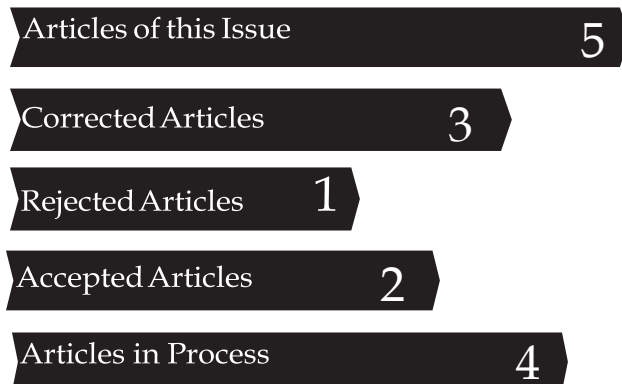 Articles of this Issue 5
Corrected Articles 3
Rejected Articles 1
Accepted Articles 2
Articles in Process 4